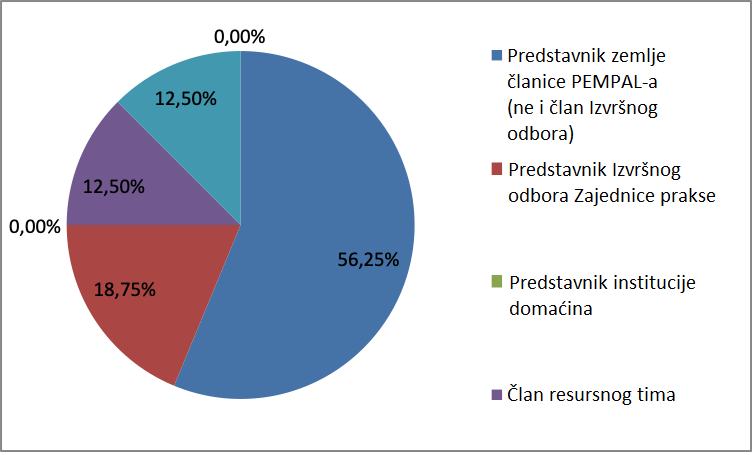 0,00%
12,50%
12,50%
0,00%
18,75%
56,25%
Predstavnik zemlje
članice PEMPAL-a
(ne i član Izvršnog
odbora)
Predstavnik Izvršnog
odbora Zajednice prakse
Predstavnik institucije
domaćina
Član resursnog tima